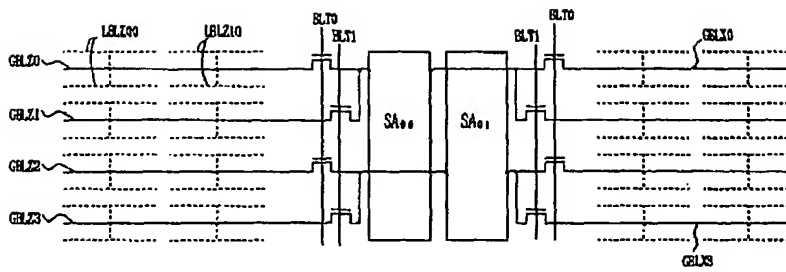 LBLZ00 LBLZ10 BLT0 BLT0
BLT1 BLT1 GBLX0
GBLZ0
GBLZ1 SA00 SA01
GBLZ2
GBLZ3
GBLX3